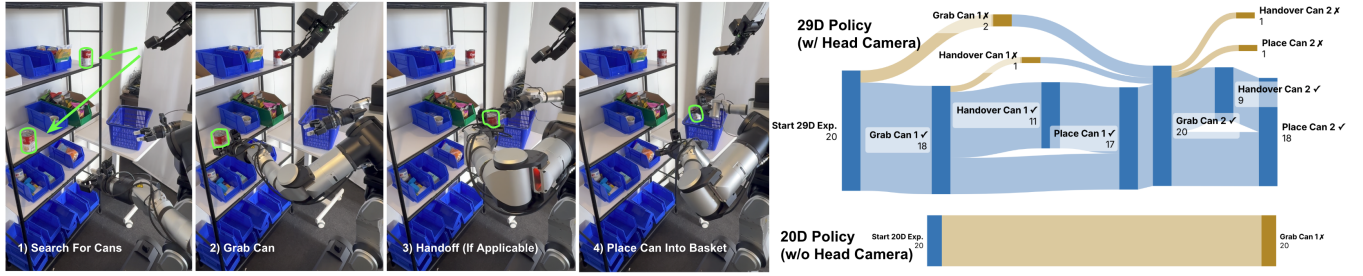 1) Search For Cans
2) Grab Can
3) Handoff (If Applicable)
4) Place Can Into Basket
29D Policy
(w/ Head Camera)
Start 29D Exp.
20
Grab Can 1 ✗
2
Handover Can 1 ✗
1
Grab Can 1 ✓
18
Handover Can 1 ✓
11
Place Can 1 ✓
17
Grab Can 2 ✓
20
Handover Can 2 ✗
1
Place Can 2 ✗
1
Handover Can 2 ✓
9
Place Can 2 ✓
18
20D Policy
(w/o Head Camera)
Start 20D Exp.
20
Grab Can 1 ✗
20